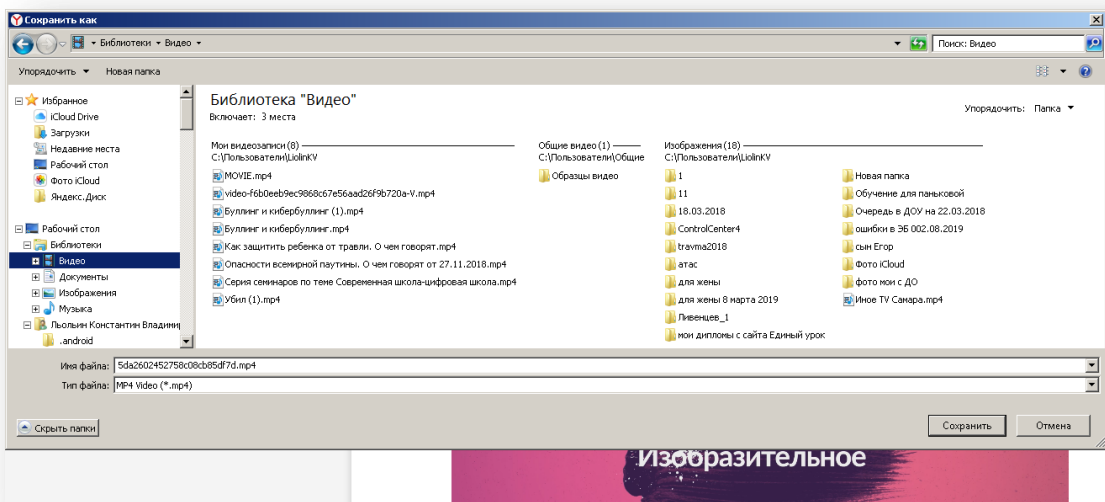 Сохранить как
Библиотеки Видео
Поиск: Видео
Упорядочить Новая папка
Избранное
iCloud Drive
Загрузки
Недавние места
Рабочий стол
Фото iCloud
Яндекс.Диск
Рабочий стол
Библиотеки
Видео
Документы
Изображения
Музыка
Льольин Константин Владими
.android
Библиотека "Видео"
Включает: 3 места
Упорядочить: Папка
Мои видеозаписи (8)
C:\Пользователи\LiolinKV
MOVIE.mp4
video-f6b0eeb9ec9868c67e56aad26f9b720a-V.mp4
Буллинг и кибербуллинг (1).mp4
Буллинг и кибербуллинг.mp4
Как защитить ребенка от травли. О чем говорят.mp4
Опасности всемирной паутины. О чем говорят от 27.11.2018.mp4
Серия семинаров по теме Современная школа-цифровая школа.mp4
Убил (1).mp4
Общие видео (1)
C:\Пользователи\Общие
Образцы видео
Изображения (18)
C:\Пользователи\LiolinKV
1
11
18.03.2018
ControlCenter4
travma2018
атас
для жены
для жены 8 марта 2019
Ливенцев_1
мои дипломы с сайта Единый урок
Новая папка
Обучение для паньковой
Очередь в ДОУ на 22.03.2018
ошибки в ЭБ 002.08.2019
сын Егор
Фото iCloud
фото мои с ДО
Иное TV Самара.mp4
Имя файла: 5da2602452758c08cb85df7d.mp4
Тип файла: MP4 Video (*.mp4)
Скрыть папки
Сохранить Отмена
Изобразительное